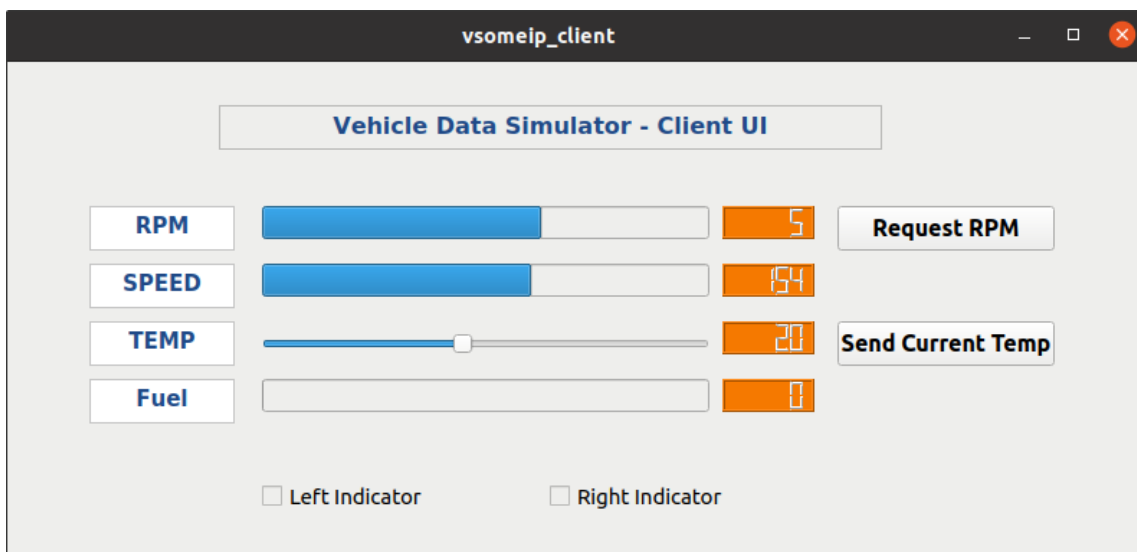 vsomeip_client
Vehicle Data Simulator - Client UI
RPM 5 Request RPM
SPEED 154
TEMP 20 Send Current Temp
Fuel 0
Left Indicator Right Indicator